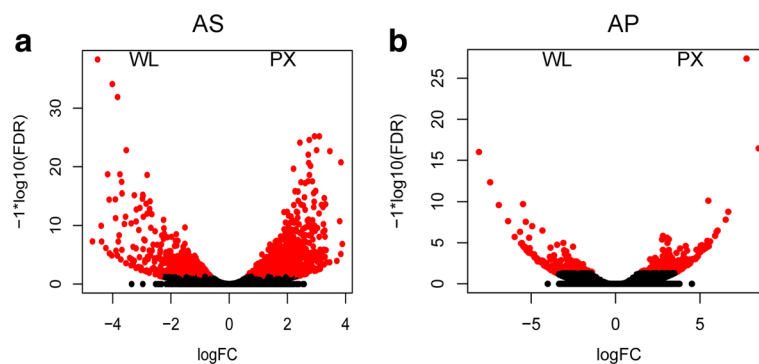 a AS b AP
WL PX WL PX
−1*log10(FDR) 0 10 20 30
−1*log10(FDR) 0 5 10 15 20 25
−4 −2 0 2 4 −5 0 5
logFC logFC